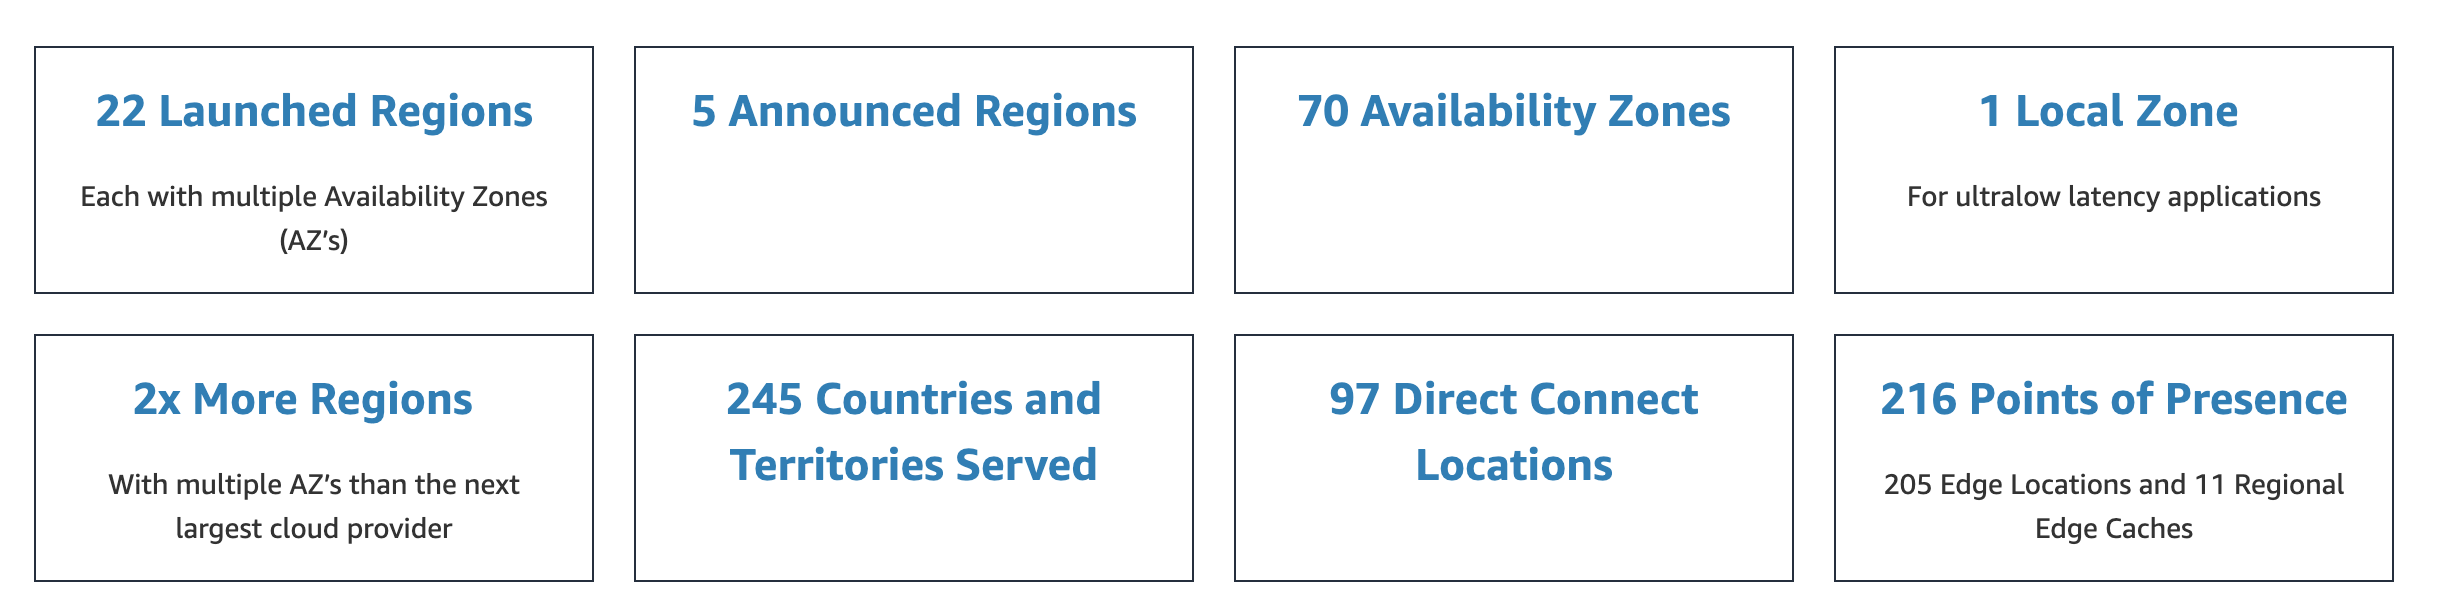 22 Launched Regions
Each with multiple Availability Zones
(AZ’s)
5 Announced Regions
70 Availability Zones
1 Local Zone
For ultralow latency applications
2x More Regions
With multiple AZ’s than the next
largest cloud provider
245 Countries and
Territories Served
97 Direct Connect
Locations
216 Points of Presence
205 Edge Locations and 11 Regional
Edge Caches